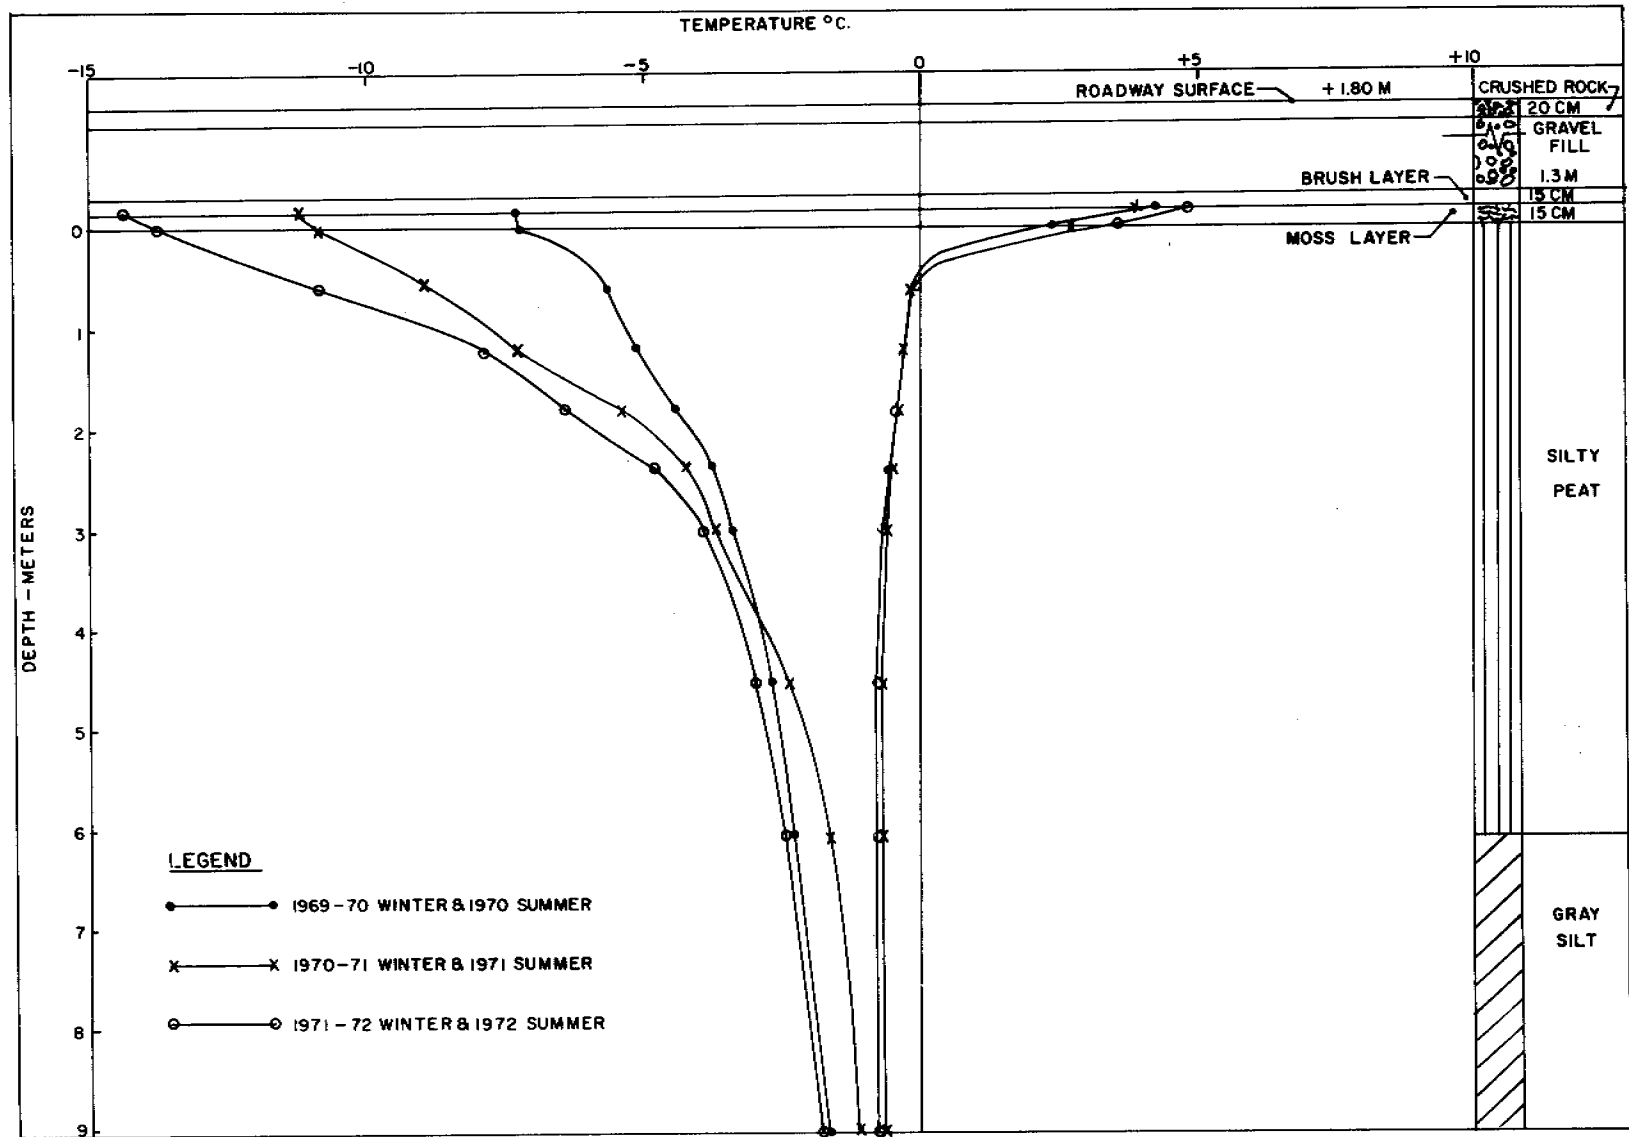 TEMPERATURE °C.
-15 -10 -5 0 +5 +10
ROADWAY SURFACE +1.80 M CRUSHED ROCK
20 CM
GRAVEL
FILL
BRUSH LAYER 1.3 M
15 CM
15 CM
0
MOSS LAYER
1
2
SILTY
PEAT
3
DEPTH - METERS
4
5
6
LEGEND
1969-70 WINTER & 1970 SUMMER
GRAY
SILT
7
1970-71 WINTER & 1971 SUMMER
1971-72 WINTER & 1972 SUMMER
8
9